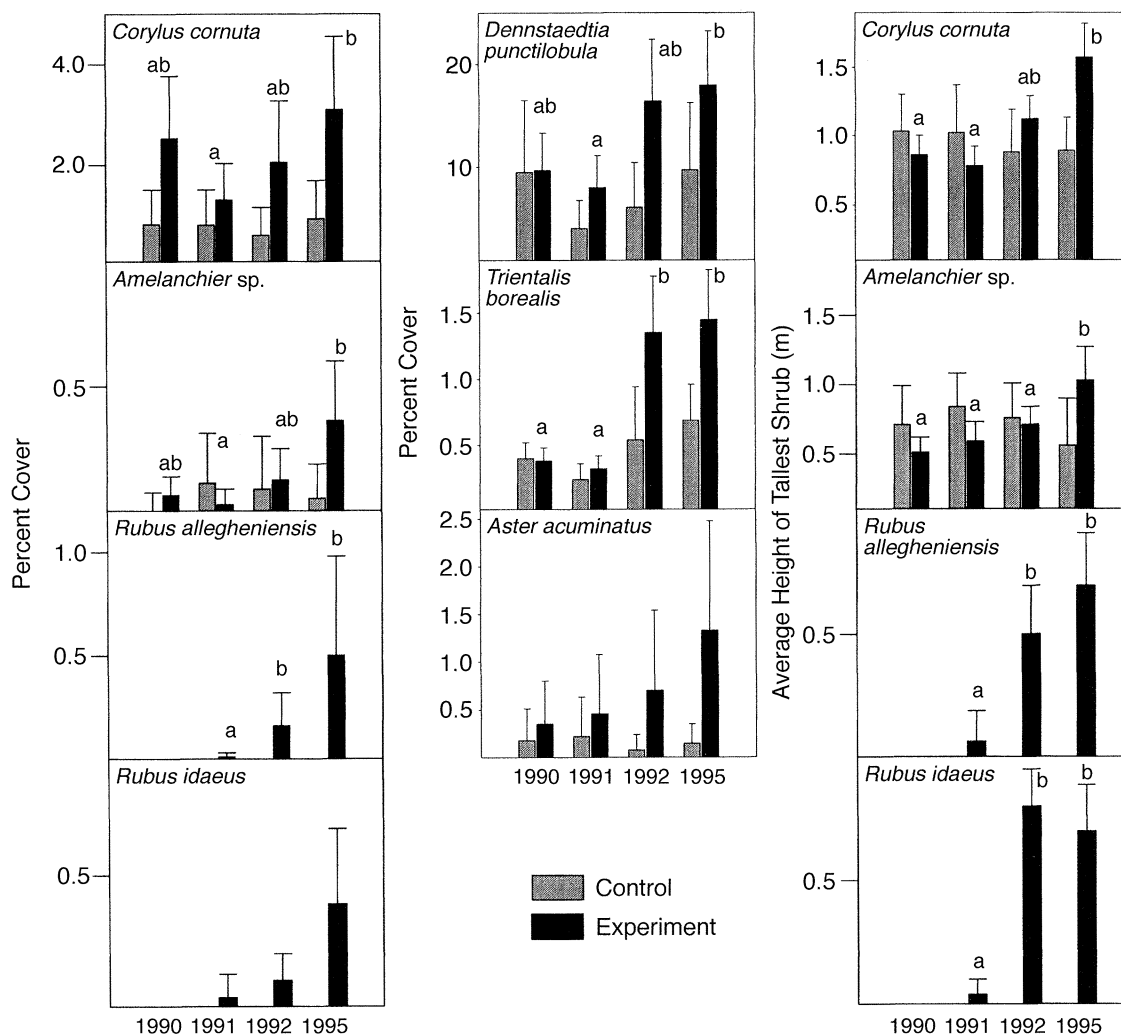 Percent Cover
Corylus cornuta
4.0
2.0
ab
a
ab
b
Amelanchier sp.
0.5
ab
a
ab
b
Rubus allegheniensis
1.0
0.5
a
b
b
Rubus idaeus
0.5
1990 1991 1992 1995
Percent Cover
Dennstaedtia
punctilobula
20
10
ab
a
ab
b
Trientalis
borealis
1.5
1.0
0.5
a
a
b
b
Aster acuminatus
2.5
2.0
1.5
1.0
0.5
1990 1991 1992 1995
Control
Experiment
Average Height of Tallest Shrub (m)
Corylus cornuta
1.5
1.0
0.5
a
a
ab
b
Amelanchier sp.
1.5
1.0
0.5
a
a
a
b
Rubus
allegheniensis
0.5
a
b
b
Rubus idaeus
0.5
a
b
b
1990 1991 1992 1995